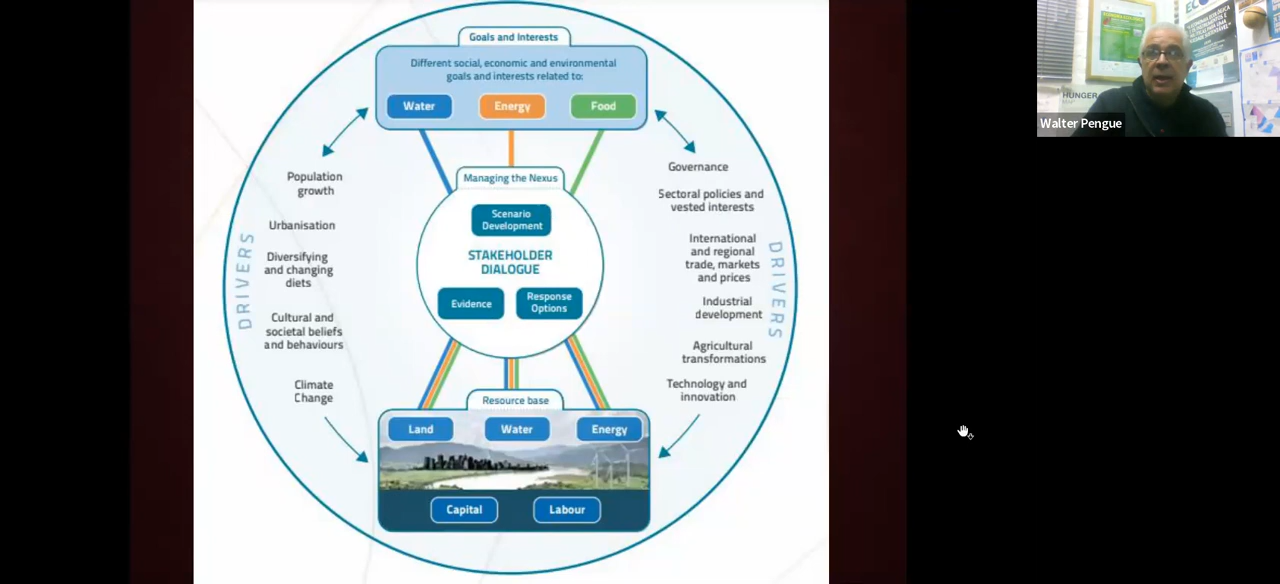 Goals and Interests
Different social, economic and environmental
goals and interests related to:
Water
Energy
Food
Managing the Nexus
Scenario
Development
STAKEHOLDER
DIALOGUE
Evidence
Response
Options
DRIVERS
Population
growth
Urbanisation
Diversifying
and changing
diets
Cultural and
societal beliefs
and behaviours
Climate
Change
Governance
Sectoral policies and
vested interests
International
and regional
trade, markets
and prices
Industrial
development
Agricultural
transformations
Technology and
innovation
DRIVERS
Resource base
Land
Water
Energy
Capital
Labour
HUNGER
Walter Pengue